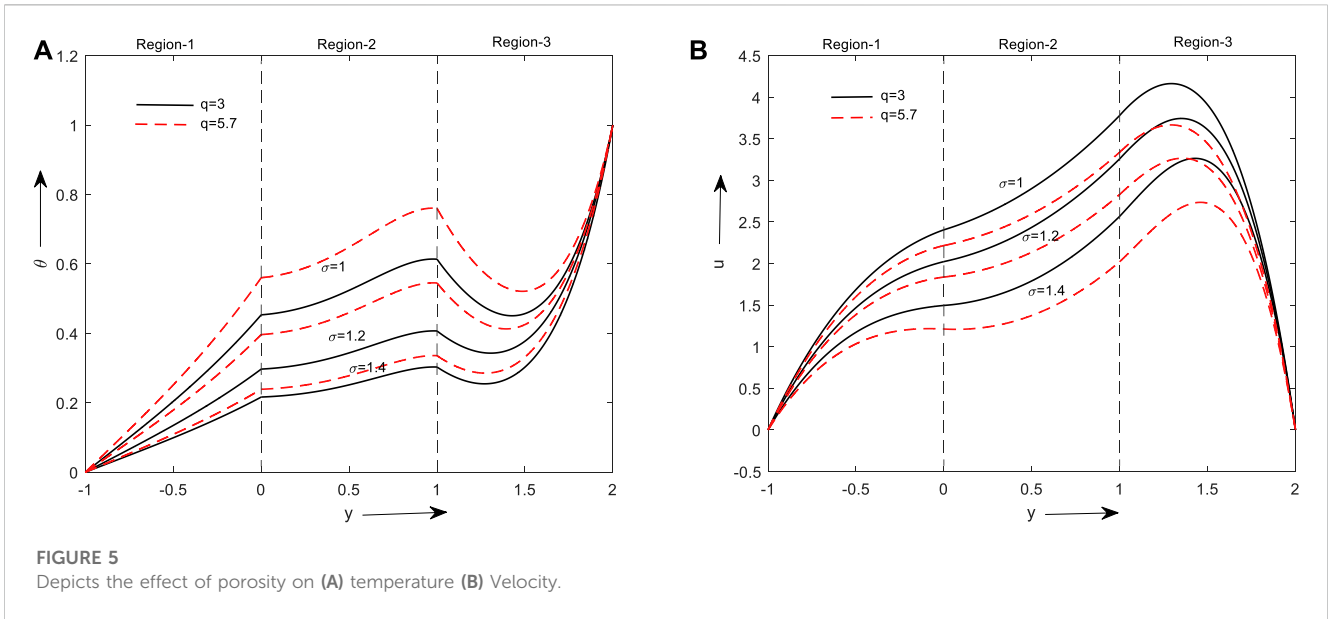 A
Region-1 Region-2 Region-3
1.2
q=3
q=5.7
1
0.8
0.6
0.4
0.2
0
θ
σ=1
σ=1.2
σ=1.4
-1 -0.5 0 0.5 1 1.5 2
y
B
Region-1 Region-2 Region-3
4.5
4
q=3
q=5.7
3.5
3
2.5
2
1.5
1
0.5
0
-0.5
u
σ=1
σ=1.2
σ=1.4
-1 -0.5 0 0.5 1 1.5 2
y
FIGURE 5
Depicts the effect of porosity on (A) temperature (B) Velocity.